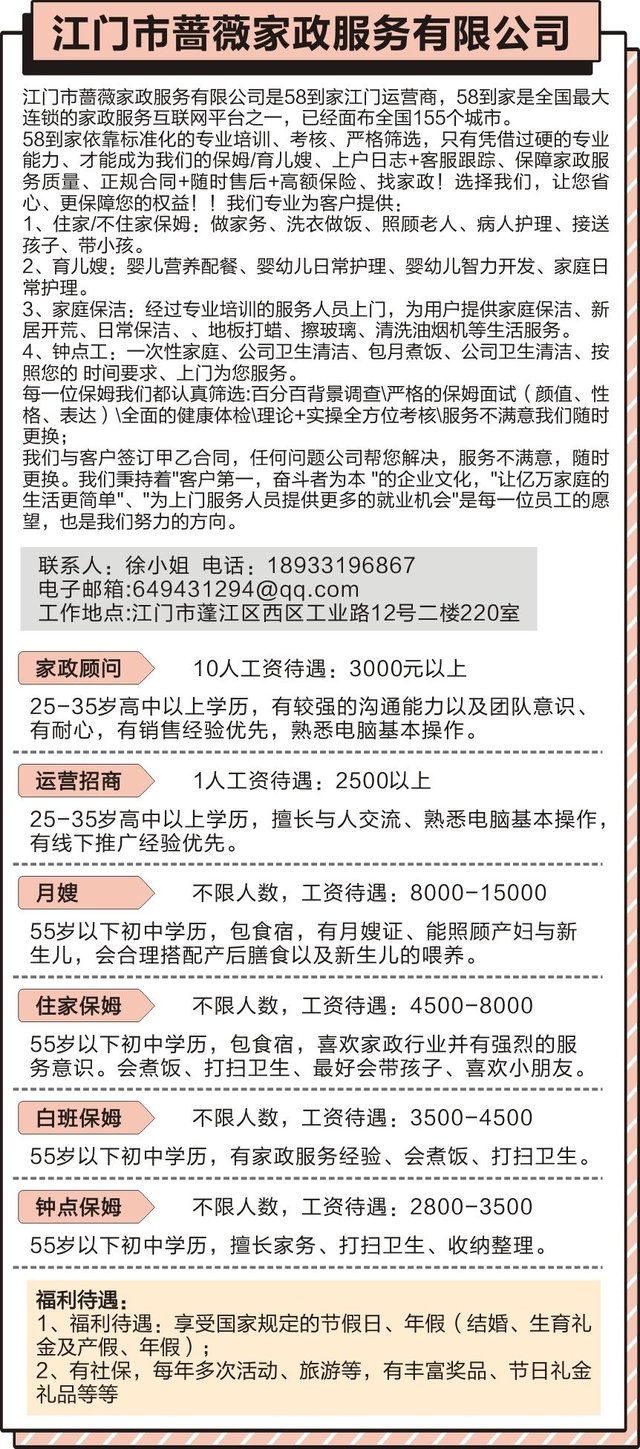 江门市蔷薇家政服务有限公司
江门市蔷薇家政服务有限公司是58到家江门运营商，58到家是全国最大
连锁的家政服务互联网平台之一，已经面布全国155个城市。
58到家依靠标准化的专业培训、考核、严格筛选，只有凭借过硬的专业
能力、才能成为我们的保姆/育儿嫂、上户日志+客服跟踪、保障家政服
务质量、正规合同+随时售后+高额保险、找家政！选择我们，让您省
心、更保障您的权益！！我们专业为客户提供：
1、住家/不住家保姆：做家务、洗衣做饭、照顾老人、病人护理、接送
孩子、带小孩。
2、育儿嫂：婴儿营养配餐、婴幼儿日常护理、婴幼儿智力开发、家庭日
常护理。
3、家庭保洁：经过专业培训的服务人员上门，为用户提供家庭保洁、新
居开荒、日常保洁、、地板打蜡、擦玻璃、清洗油烟机等生活服务。
4、钟点工：一次性家庭、公司卫生清洁、包月煮饭、公司卫生清洁、按
照您的 时间要求、上门为您服务。
每一位保姆我们都认真筛选:百分百背景调查\严格的保姆面试（颜值、性
格、表达）\全面的健康体检\理论+实操全方位考核\服务不满意我们随时
更换；
我们与客户签订甲乙合同，任何问题公司帮您解决，服务不满意，随时
更换。我们秉持着"客户第一，奋斗者为本 "的企业文化，"让亿万家庭的
生活更简单"、"为上门服务人员提供更多的就业机会"是每一位员工的愿
望，也是我们努力的方向。
联系人：徐小姐 电话：18933196867
电子邮箱:649431294@qq.com
工作地点:江门市蓬江区西区工业路12号二楼220室
家政顾问 10人工资待遇：3000元以上
25-35岁高中以上学历，有较强的沟通能力以及团队意识、
有耐心，有销售经验优先，熟悉电脑基本操作。
运营招商 1人工资待遇：2500以上
25-35岁高中以上学历，擅长与人交流、熟悉电脑基本操作，
有线下推广经验优先。
月嫂 不限人数，工资待遇：8000-15000
55岁以下初中学历，包食宿，有月嫂证、能照顾产妇与新
生儿，会合理搭配产后膳食以及新生儿的喂养。
住家保姆 不限人数，工资待遇：4500-8000
55岁以下初中学历，包食宿，喜欢家政行业并有强烈的服
务意识。会煮饭、打扫卫生、最好会带孩子、喜欢小朋友。
白班保姆 不限人数，工资待遇：3500-4500
55岁以下初中学历，有家政服务经验、会煮饭、打扫卫生。
钟点保姆 不限人数，工资待遇：2800-3500
55岁以下初中学历，擅长家务、打扫卫生、收纳整理。
福利待遇：
1、福利待遇：享受国家规定的节假日、年假（结婚、生育礼
金及产假、年假）；
2、有社保，每年多次活动、旅游等，有丰富奖品、节日礼金
礼品等等